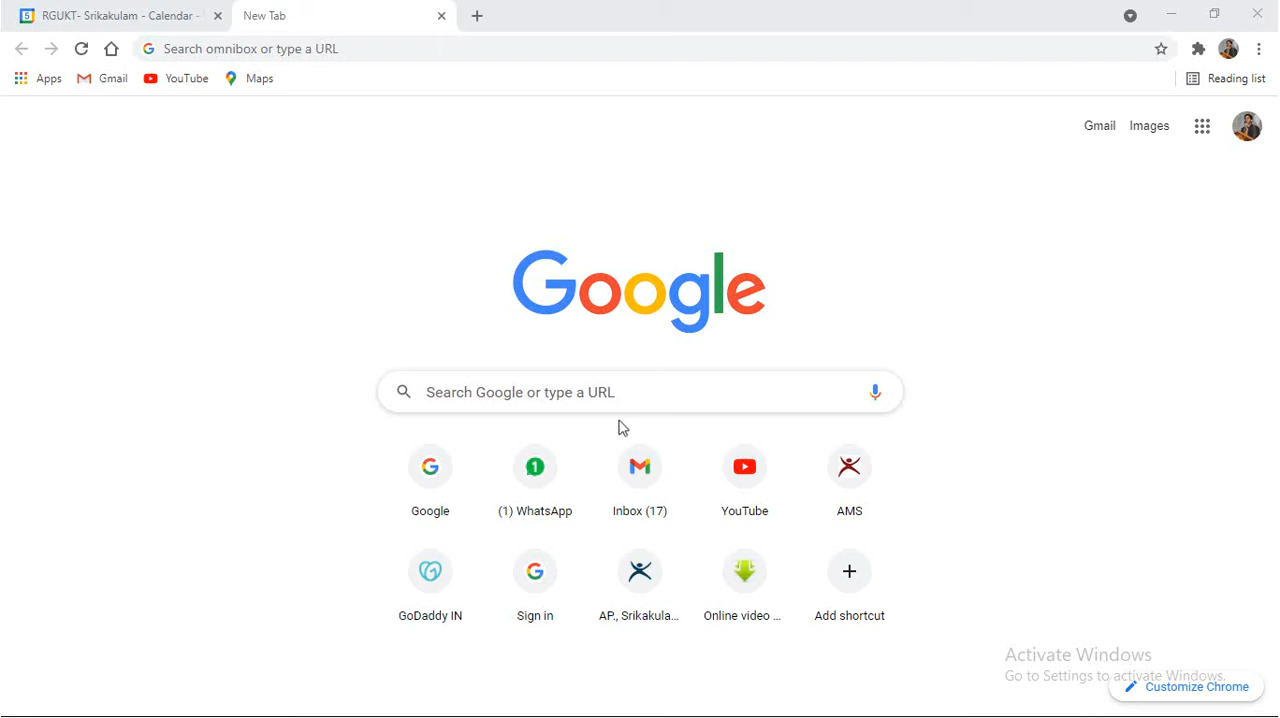 RGUKT- Srikakulam - Calendar -
New Tab
Search omnibox or type a URL
Apps Gmail YouTube Maps Reading list
Gmail Images
Google
Search Google or type a URL
Google (1) WhatsApp Inbox (17) YouTube AMS
GoDaddy IN Sign in AP., Srikakula... Online video ... Add shortcut
Activate Windows
Go to Settings to activate Windows.
Customize Chrome